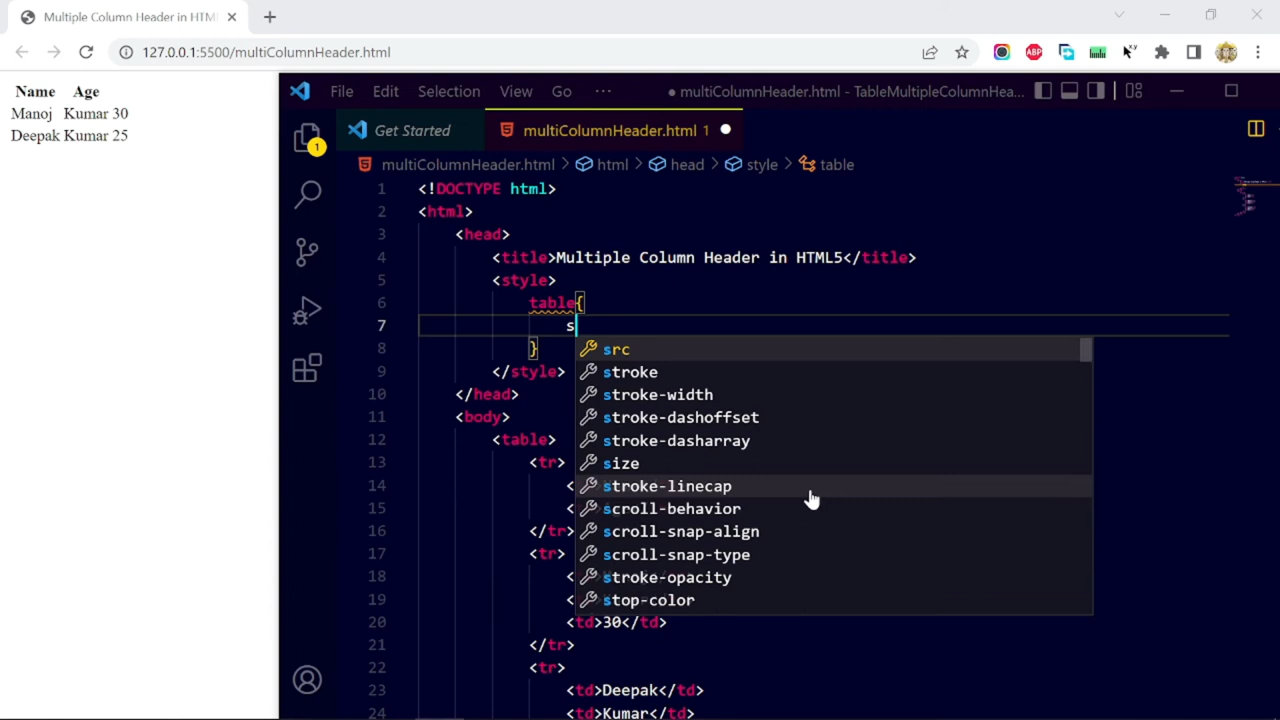 Multiple Column Header in HTM
127.0.0.1:5500/multiColumnHeader.html
ABP
Name Age
Manoj Kumar 30
Deepak Kumar 25
File Edit Selection View Go ··· ● multiColumnHeader.html - TableMultipleColumnHea...
Get Started
multiColumnHeader.html 1
multiColumnHeader.html > html > head > style > table
1
1 <!DOCTYPE html>
2 <html>
3 <head>
4 <title>Multiple Column Header in HTML5</title>
5 <style>
6 table{
7 s
8 }
9 </style>
10 </head>
11 <body>
12 <table>
13 <tr>
14 <
15 <
16 </tr>
17 <tr>
18 <
19 <
20 <td>30</td>
21 </tr>
22 <tr>
23 <td>Deepak</td>
24 <td>Kumar</td>
src
stroke
stroke-width
stroke-dashoffset
stroke-dasharray
size
stroke-linecap
scroll-behavior
scroll-snap-align
scroll-snap-type
stroke-opacity
stop-color